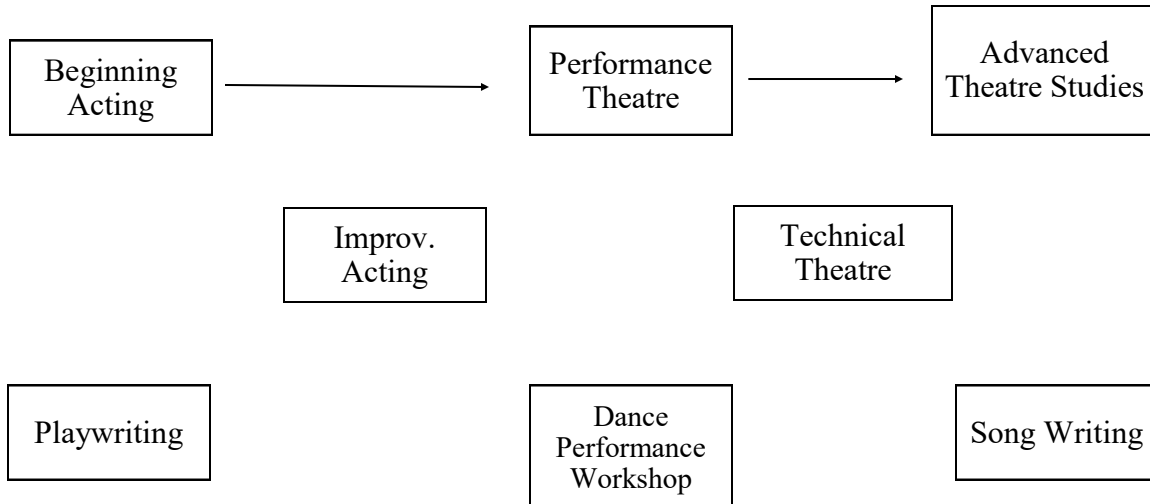 Beginning
Acting
Performance
Theatre
Advanced
Theatre Studies
Improv.
Acting
Technical
Theatre
Playwriting
Dance
Performance
Workshop
Song Writing